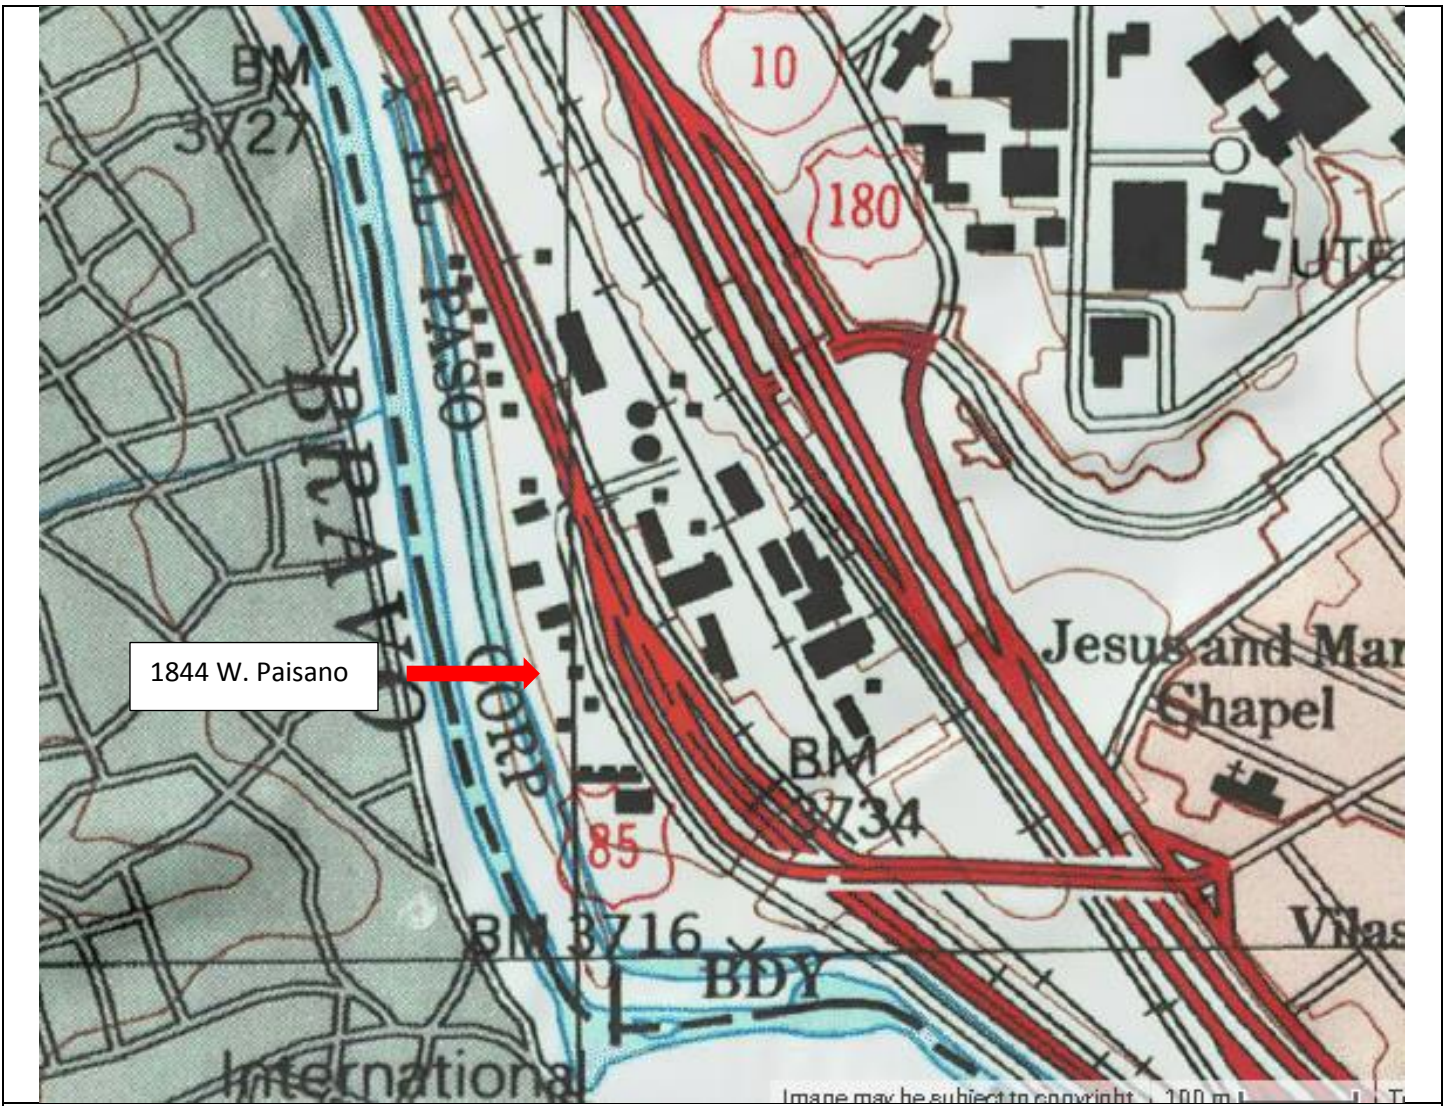 BM
3727
10
180
UTE
EL PASO
BRAVO
1844 W. Paisano
CORP
Jesus and Mar
Chapel
BM
3734
85
BM 3716
BDY
Vilas
International
Image may be subject to copyright
100 m
T